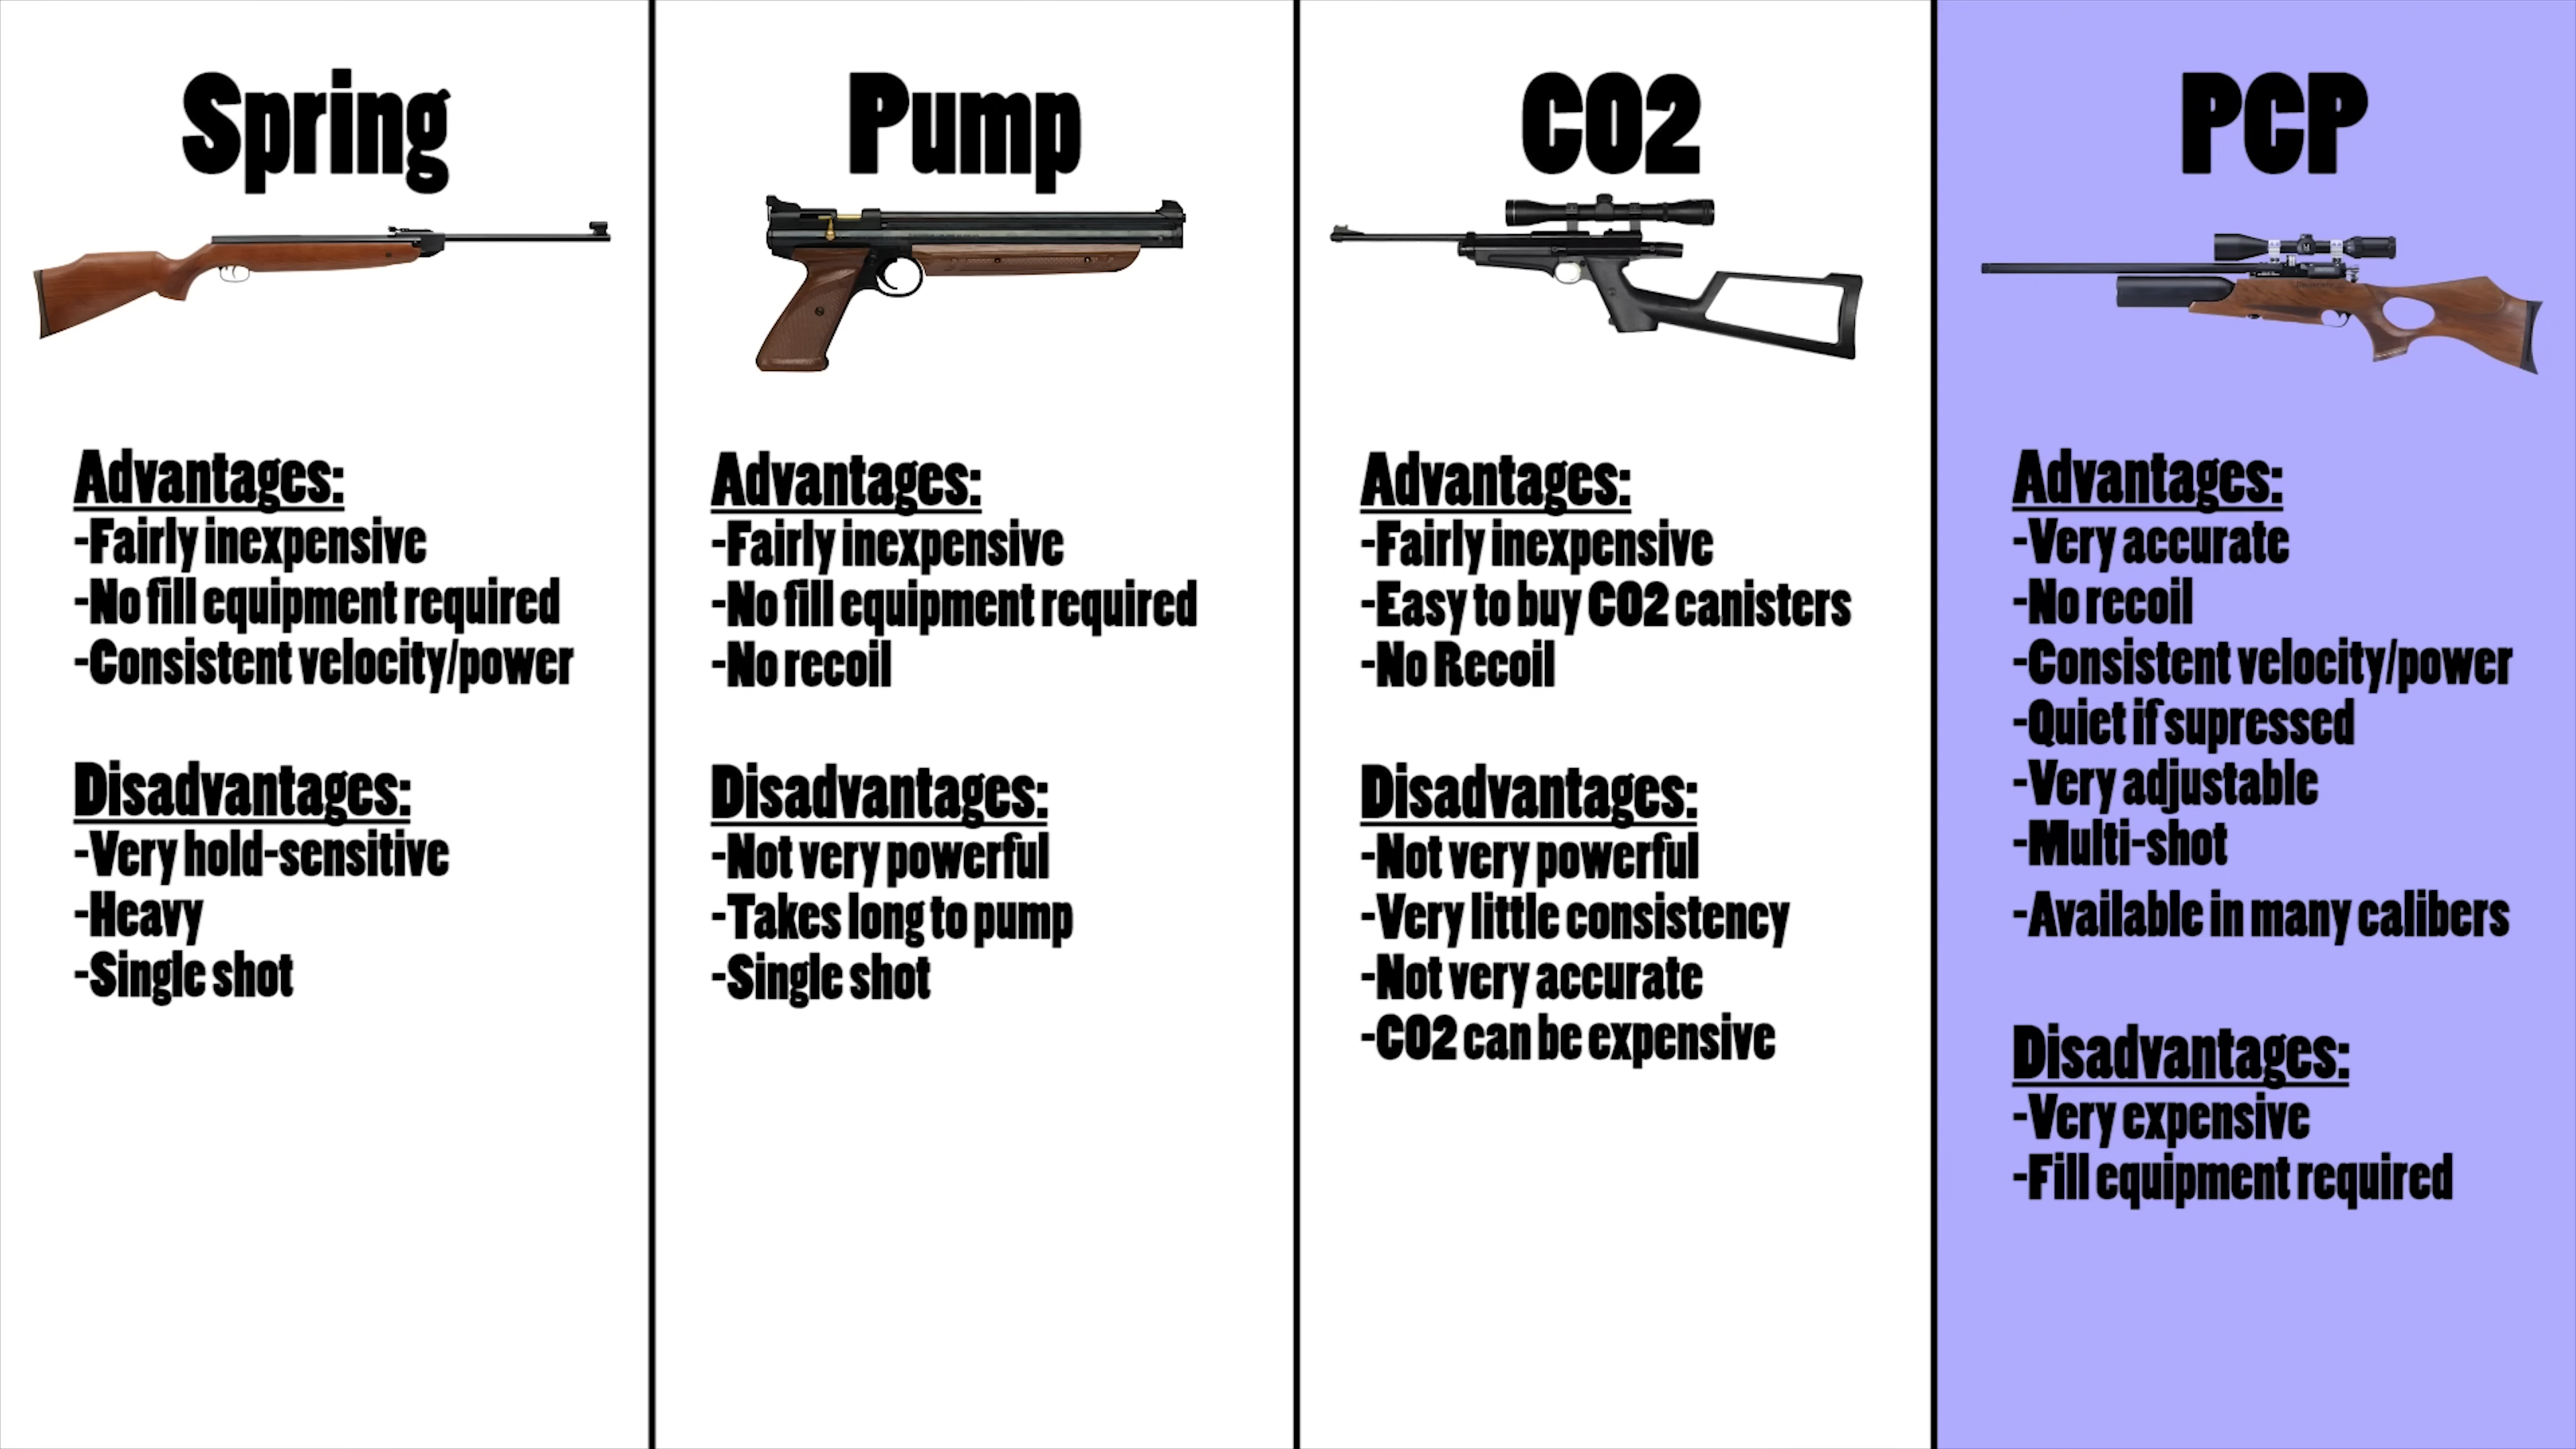 Spring
Advantages:
-Fairly inexpensive
-No fill equipment required
-Consistent velocity/power
Disadvantages:
-Very hold-sensitive
-Heavy
-Single shot
Pump
Advantages:
-Fairly inexpensive
-No fill equipment required
-No recoil
Disadvantages:
-Not very powerful
-Takes long to pump
-Single shot
CO2
Advantages:
-Fairly inexpensive
-Easy to buy CO2 canisters
-No Recoil
Disadvantages:
-Not very powerful
-Very little consistency
-Not very accurate
-CO2 can be expensive
PCP
Advantages:
-Very accurate
-No recoil
-Consistent velocity/power
-Quiet if supressed
-Very adjustable
-Multi-shot
-Available in many calibers
Disadvantages:
-Very expensive
-Fill equipment required